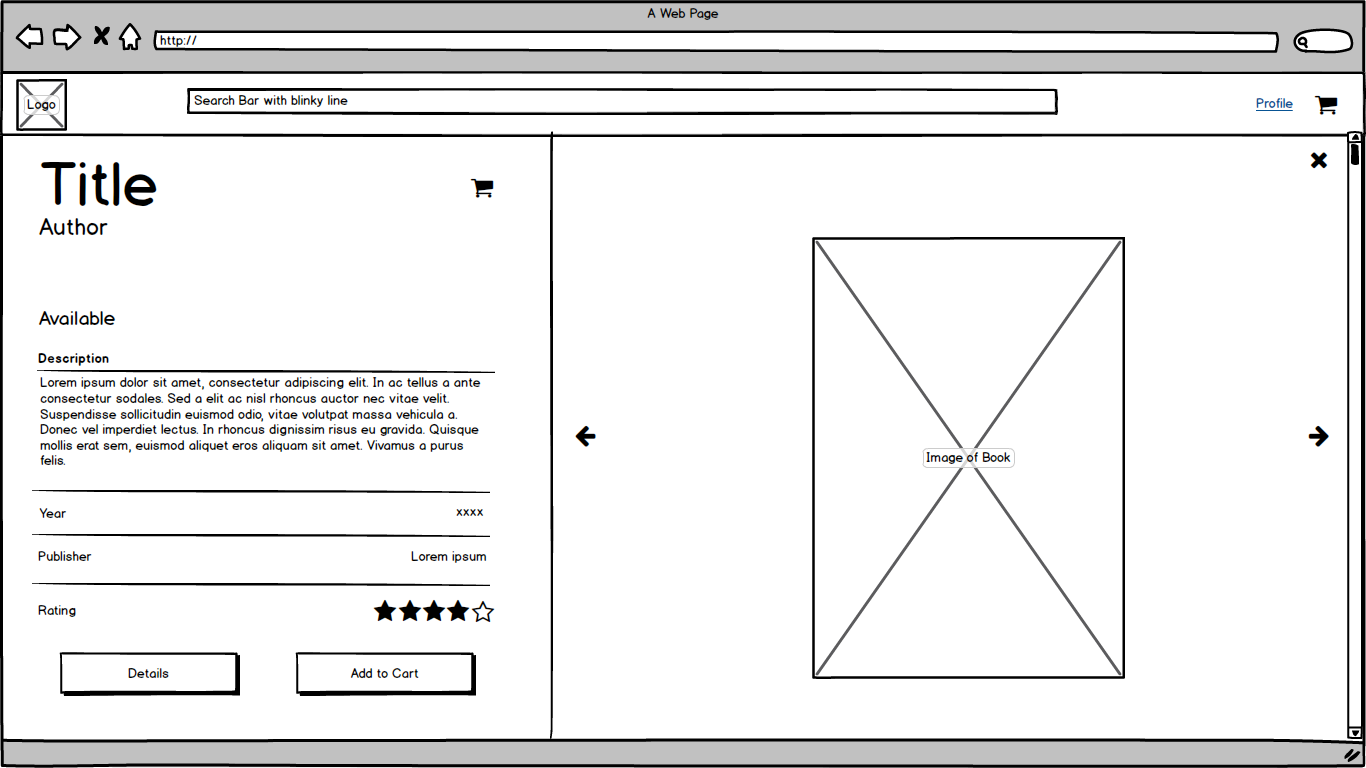 A Web Page
http://
Logo
Search Bar with blinky line
Profile
Title
Author
Available
Description
Lorem ipsum dolor sit amet, consectetur adipiscing elit. In ac tellus a ante
consectetur sodales. Sed a elit ac nisl rhoncus auctor nec vitae velit.
Suspendisse sollicitudin euismod odio, vitae volutpat massa vehicula a.
Donec vel imperdiet lectus. In rhoncus dignissim risus eu gravida. Quisque
mollis erat sem, euismod aliquet eros aliquam sit amet. Vivamus a purus
felis.
Year xxxx
Publisher Lorem ipsum
Rating
Details Add to Cart
Image of Book